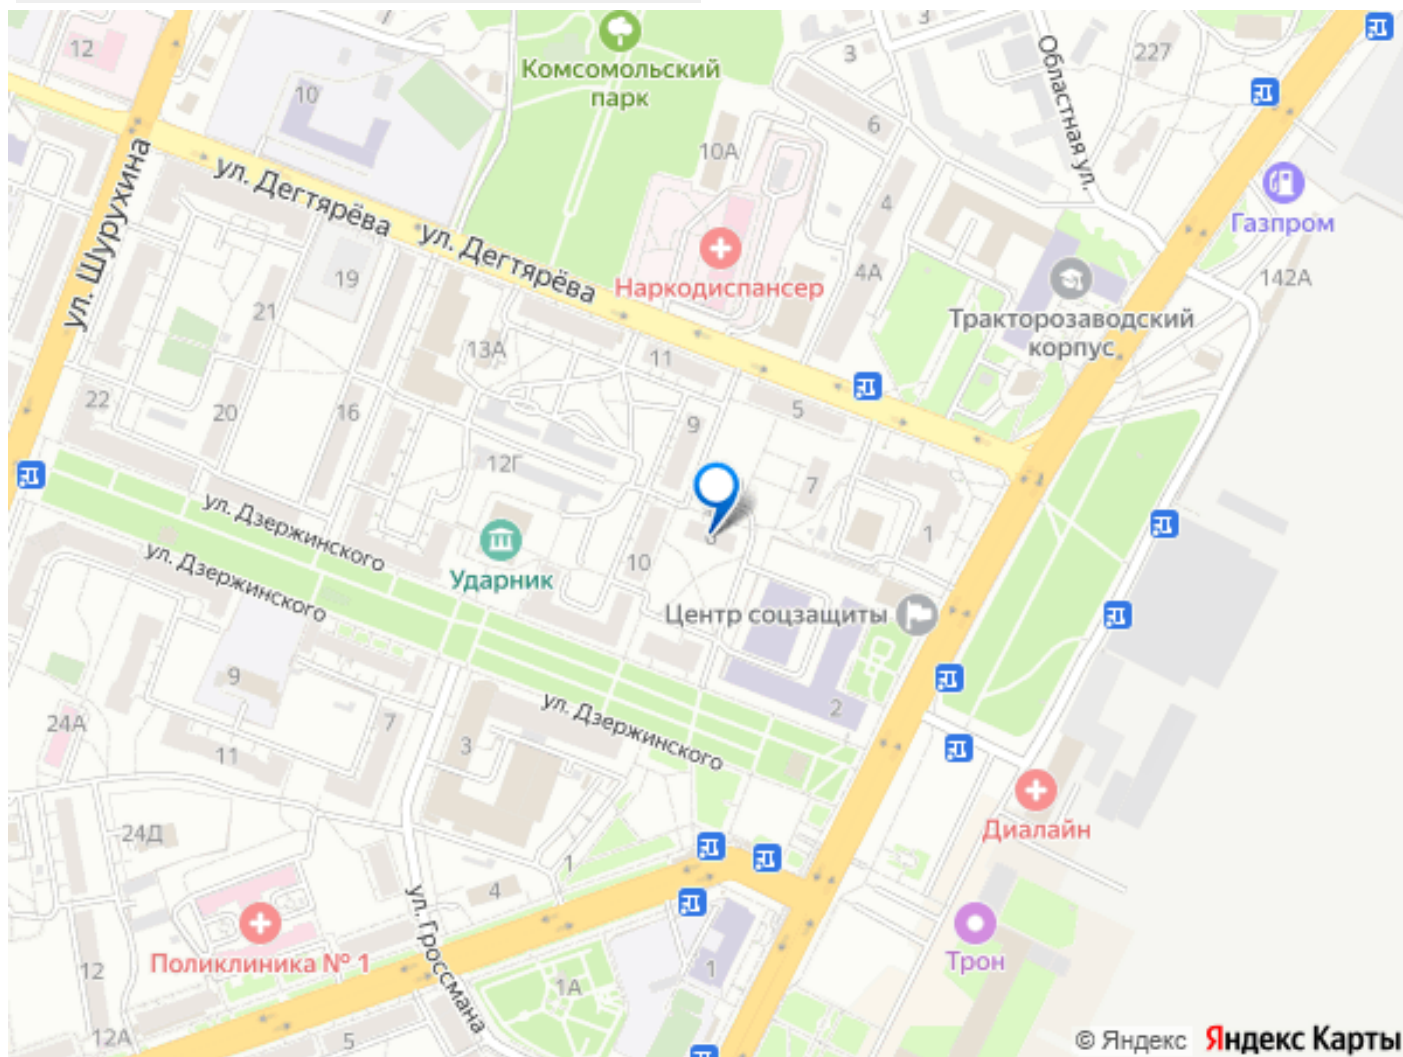 12
7
10
Комсомольский
парк
3
3
227
Областная ул.
6
10А
4
ул. Шурухина
ул. Дегтярёва
ул. Дегтярёва
Наркодиспансер
4А
Газпром
142А
19
21
Тракторозаводский
корпус
13А
11
22
20
16
5
9
12Г
7
1
ул. Дзержинского
ул. Дзержинского
Ударник
10
Центр соцзащиты
9
24А
7
11
3
ул. Дзержинского
2
24Д
1
4
Диалайн
ул. Гроссмана
Поликлиника № 1
12
12А
5
1А
1
Трон
© Яндекс Яндекс Карты